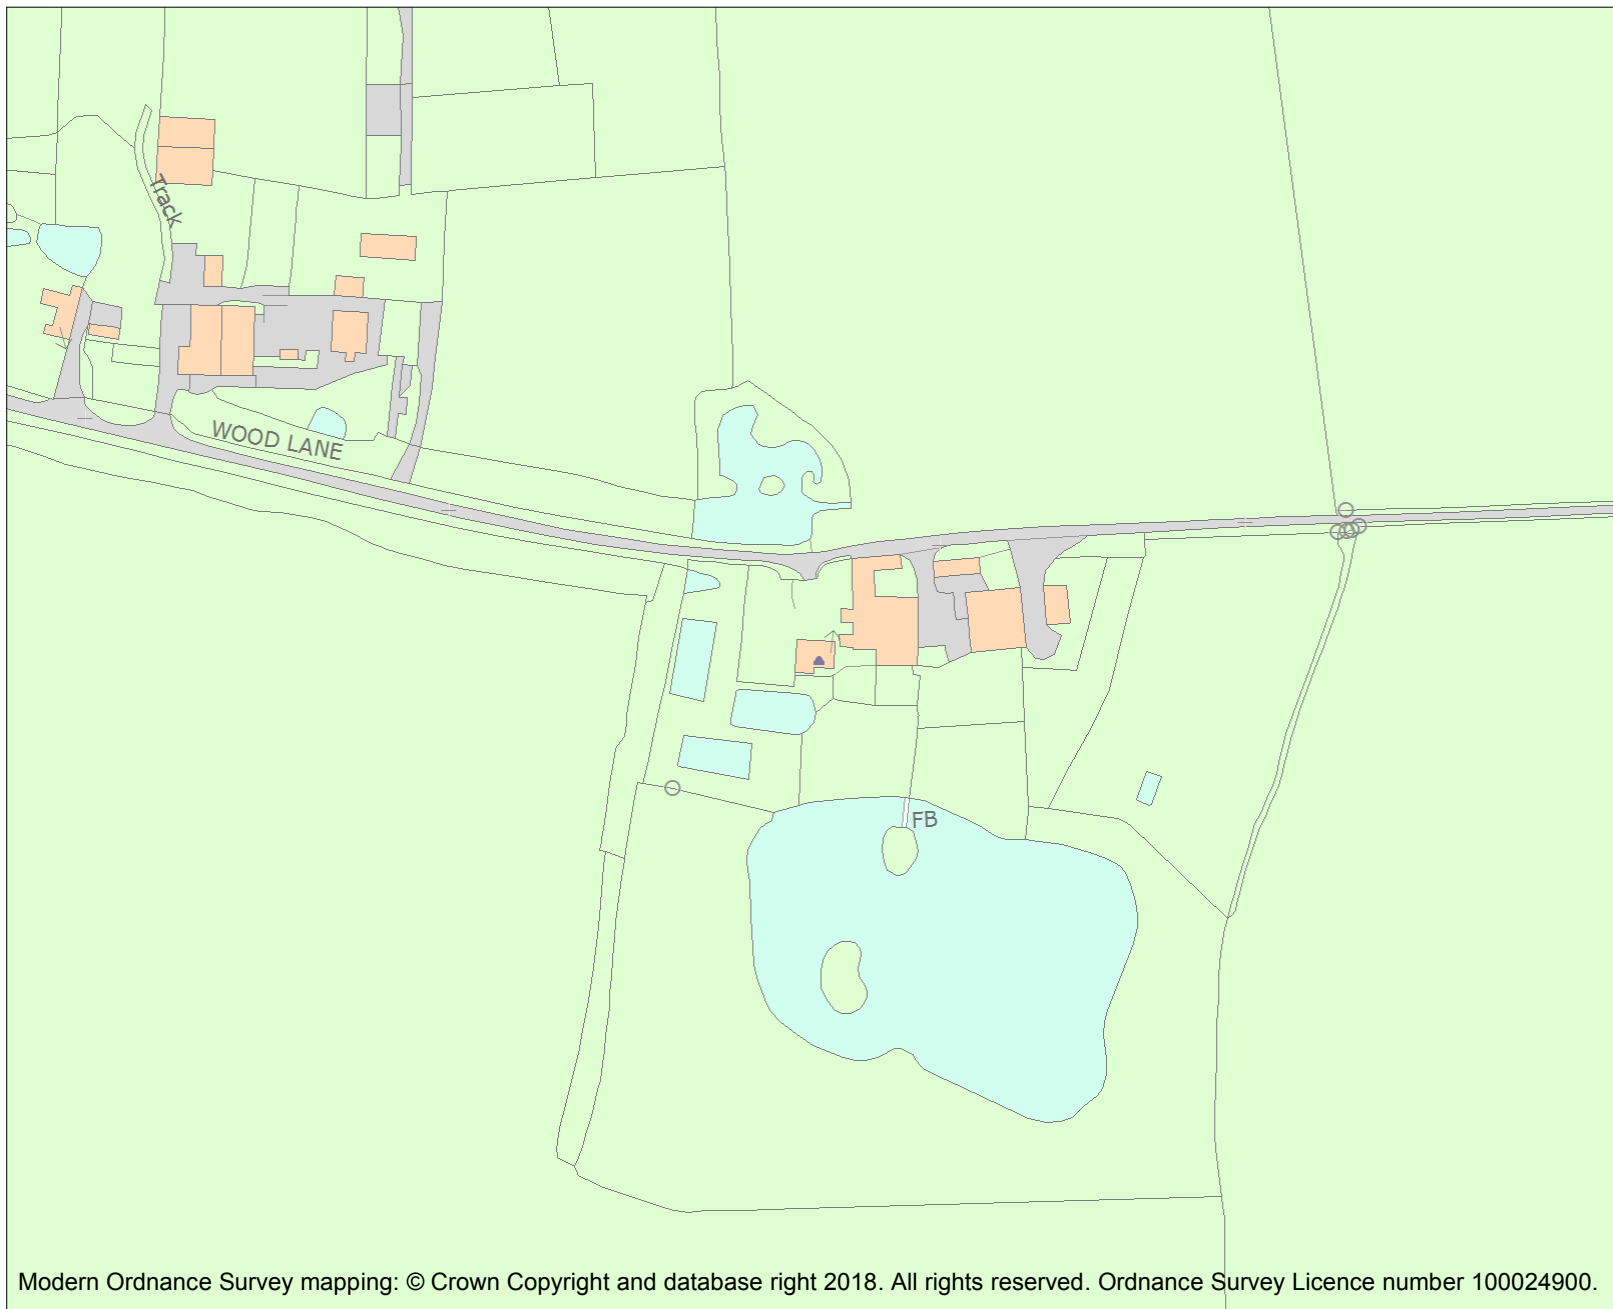 Track
WOOD LANE
FB
Modern Ordnance Survey mapping: © Crown Copyright and database right 2018. All rights reserved. Ordnance Survey Licence number 100024900.